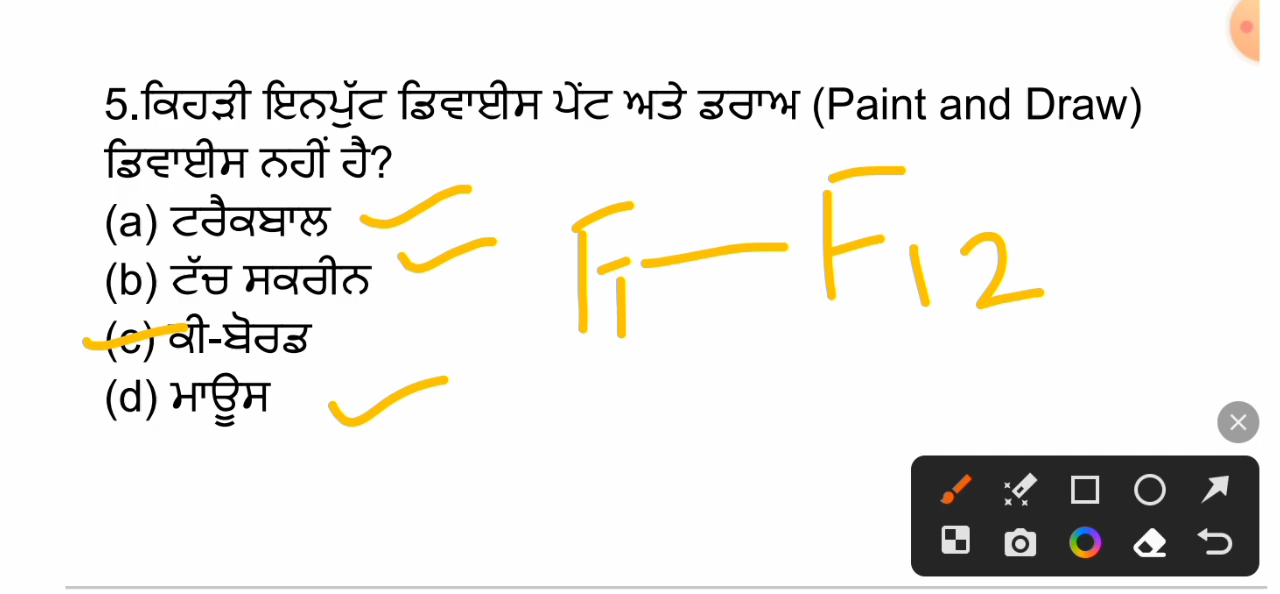 5.ਕਿਹੜੀ ਇਨਪੁੱਟ ਡਿਵਾਈਸ ਪੇਂਟ ਅਤੇ ਡਰਾਅ (Paint and Draw)
ਡਿਵਾਈਸ ਨਹੀਂ ਹੈ?
(a) ਟਰੈਕਬਾਲ
(b) ਟੱਚ ਸਕਰੀਨ
F1 — F12
(c) ਕੀ-ਬੋਰਡ
(d) ਮਾਊਸ